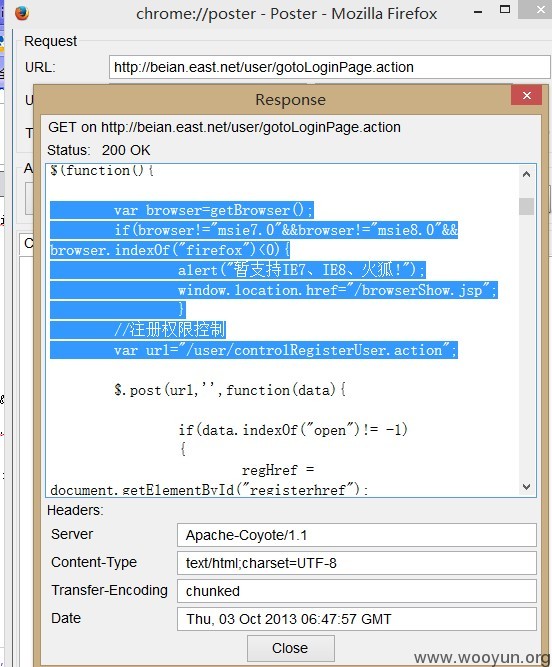 chrome://poster - Poster - Mozilla Firefox
Request
URL: http://beian.east.net/user/gotoLoginPage.action
Response
GET on http://beian.east.net/user/gotoLoginPage.action
Status: 200 OK
$(function(){
var browser=getBrowser();
if(browser!="msie7.0"&&browser!="msie8.0"&&
browser.indexOf("firefox")<0){
alert("暂支持IE7、IE8、火狐!");
window.location.href="/browserShow.jsp";
}
//注册权限控制
var url="/user/controlRegisterUser.action";
$.post(url,'',function(data){
if(data.indexOf("open")!= -1)
{
regHref =
document.getElementById("registerhref");
Headers:
Server Apache-Coyote/1.1
Content-Type text/html;charset=UTF-8
Transfer-Encoding chunked
Date Thu, 03 Oct 2013 06:47:57 GMT
Close
www.wooyun.org